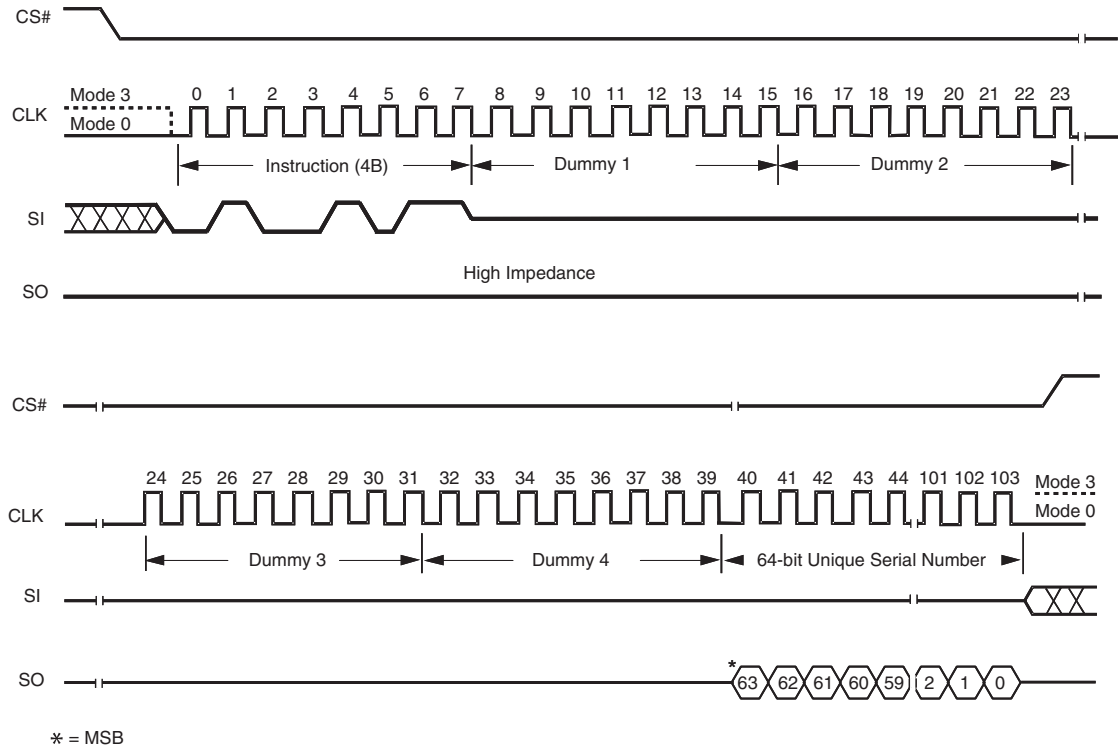 CS#
Mode 3
0 1 2 3 4 5 6 7 8 9 10 11 12 13 14 15 16 17 18 19 20 21 22 23
CLK
Mode 0
Instruction (4B) Dummy 1 Dummy 2
SI
High Impedance
SO
CS#
24 25 26 27 28 29 30 31 32 33 34 35 36 37 38 39 40 41 42 43 44 101 102 103 Mode 3
CLK Mode 0
Dummy 3 Dummy 4 64-bit Unique Serial Number
SI
*
SO 63 62 61 60 59 2 1 0
* = MSB